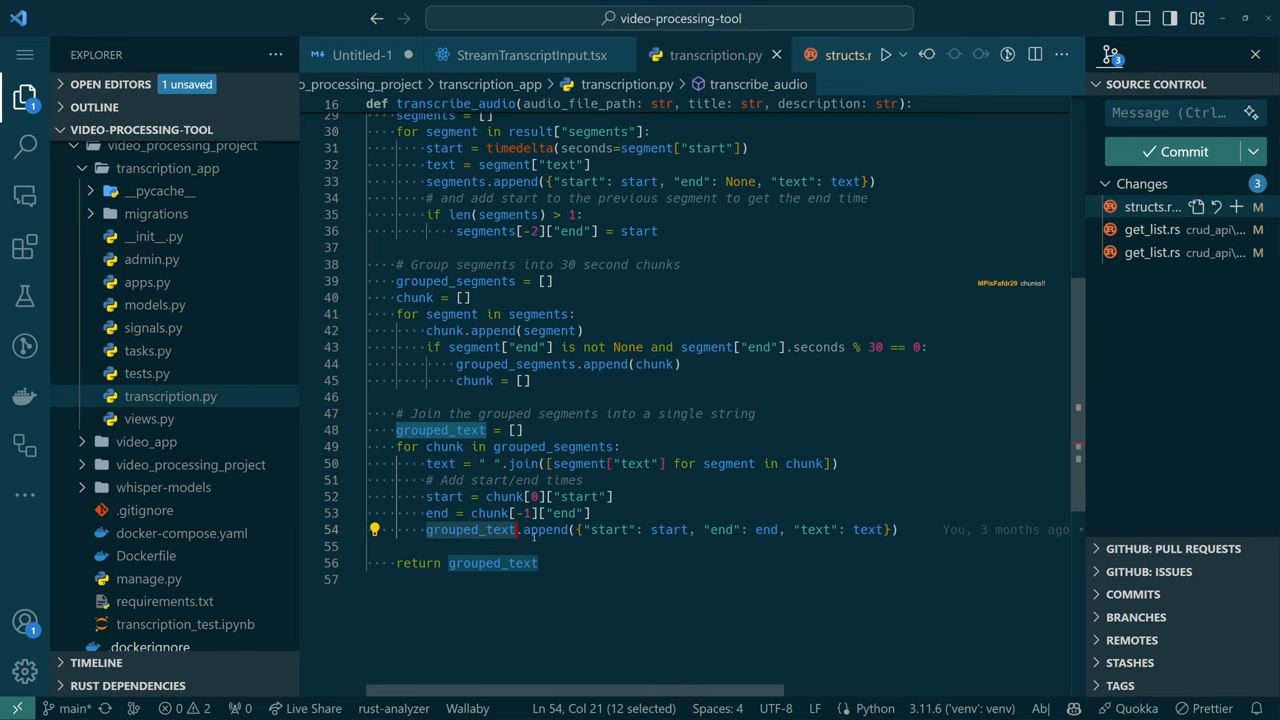 video-processing-tool
EXPLORER
OPEN EDITORS 1 unsaved
OUTLINE
VIDEO-PROCESSING-TOOL
video_processing_project
transcription_app
__pycache__
migrations
__init__.py
admin.py
apps.py
models.py
signals.py
tasks.py
tests.py
transcription.py
views.py
video_app
video_processing_project
whisper-models
.gitignore
docker-compose.yaml
Dockerfile
manage.py
requirements.txt
transcription_test.ipynb
.dockerignore
TIMELINE
RUST DEPENDENCIES
Untitled-1
StreamTranscriptInput.tsx
transcription.py
structs.r
o_processing_project > transcription_app > transcription.py > transcribe_audio
16 def transcribe_audio(audio_file_path: str, title: str, description: str):
29 segments = []
30 for segment in result["segments"]:
31 start = timedelta(seconds=segment["start"])
32 text = segment["text"]
33 segments.append({"start": start, "end": None, "text": text})
34 # and add start to the previous segment to get the end time
35 if len(segments) > 1:
36 segments[-2]["end"] = start
37
38 # Group segments into 30 second chunks
39 grouped_segments = []
40 chunk = []
41 for segment in segments:
42 chunk.append(segment)
43 if segment["end"] is not None and segment["end"].seconds % 30 == 0:
44 grouped_segments.append(chunk)
45 chunk = []
46
47 # Join the grouped segments into a single string
48 grouped_text = []
49 for chunk in grouped_segments:
50 text = " ".join([segment["text"] for segment in chunk])
51 # Add start/end times
52 start = chunk[0]["start"]
53 end = chunk[-1]["end"]
54 grouped_text.append({"start": start, "end": end, "text": text}) You, 3 months ago •
55
56 return grouped_text
57
MPisFafdr29 chunks!!
3
SOURCE CONTROL
Message (Ctrl...
Commit
Changes 3
structs.r... M
get_list.rs crud_api\... M
get_list.rs crud_api\... M
GITHUB: PULL REQUESTS
GITHUB: ISSUES
COMMITS
BRANCHES
REMOTES
STASHES
TAGS
1
1
main* 0 2 0 Live Share rust-analyzer Wallaby Ln 54, Col 21 (12 selected) Spaces: 4 UTF-8 LF Python 3.11.6 ('venv': venv) Ab| Quokka Prettier